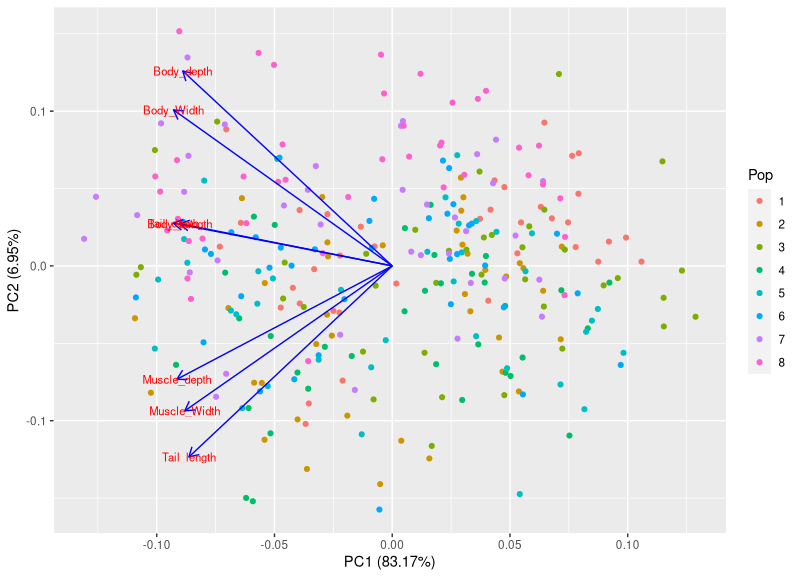 Pop
1
2
3
4
5
6
7
8
Body_depth
Body_Width
Muscle_depth
Muscle_Width
Tail_length
0.1
0.0
-0.1
PC2 (6.95%)
-0.10
-0.05
0.00
0.05
0.10
PC1 (83.17%)